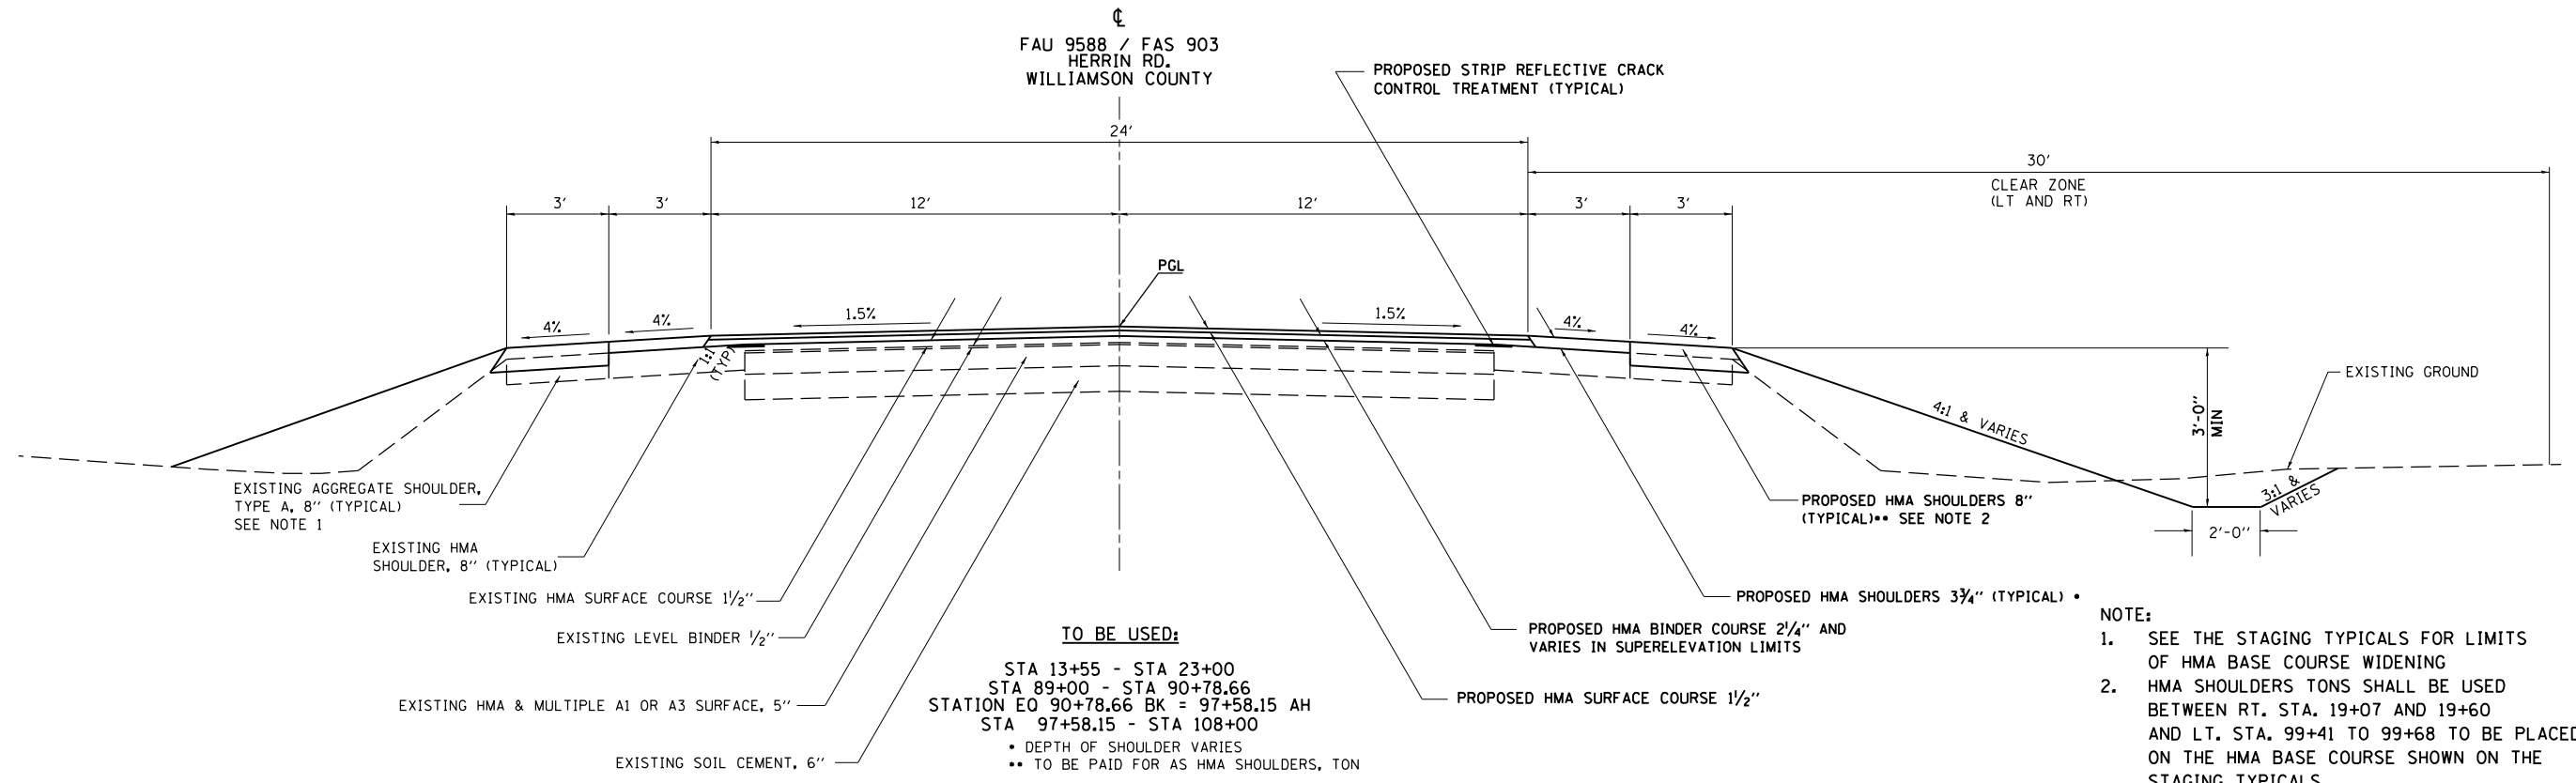 ℄
FAU 9588 / FAS 903
HERRIN RD.
WILLIAMSON COUNTY
PROPOSED STRIP REFLECTIVE CRACK
CONTROL TREATMENT (TYPICAL)
24'
30'
CLEAR ZONE
(LT AND RT)
3'
3'
12'
12'
3'
3'
PGL
4%
4%
1.5%
1.5%
4%
4%
1:1
(TYP)
EXISTING GROUND
4:1 & VARIES
3'-0"
MIN
3:1 &
VARIES
2'-0"
EXISTING AGGREGATE SHOULDER,
TYPE A, 8" (TYPICAL)
SEE NOTE 1
EXISTING HMA
SHOULDER, 8" (TYPICAL)
EXISTING HMA SURFACE COURSE 1½"
EXISTING LEVEL BINDER ½"
EXISTING HMA & MULTIPLE A1 OR A3 SURFACE, 5"
EXISTING SOIL CEMENT, 6"
PROPOSED HMA SHOULDERS 8"
(TYPICAL)•• SEE NOTE 2
PROPOSED HMA SHOULDERS 3¾" (TYPICAL) •
PROPOSED HMA BINDER COURSE 2¼" AND
VARIES IN SUPERELEVATION LIMITS
PROPOSED HMA SURFACE COURSE 1½"
TO BE USED:
STA 13+55 - STA 23+00
STA 89+00 - STA 90+78.66
STATION EQ 90+78.66 BK = 97+58.15 AH
STA 97+58.15 - STA 108+00
• DEPTH OF SHOULDER VARIES
•• TO BE PAID FOR AS HMA SHOULDERS, TON
NOTE:
1. SEE THE STAGING TYPICALS FOR LIMITS
OF HMA BASE COURSE WIDENING
2. HMA SHOULDERS TONS SHALL BE USED
BETWEEN RT. STA. 19+07 AND 19+60
AND LT. STA. 99+41 TO 99+68 TO BE PLACED
ON THE HMA BASE COURSE SHOWN ON THE
STAGING TYPICALS